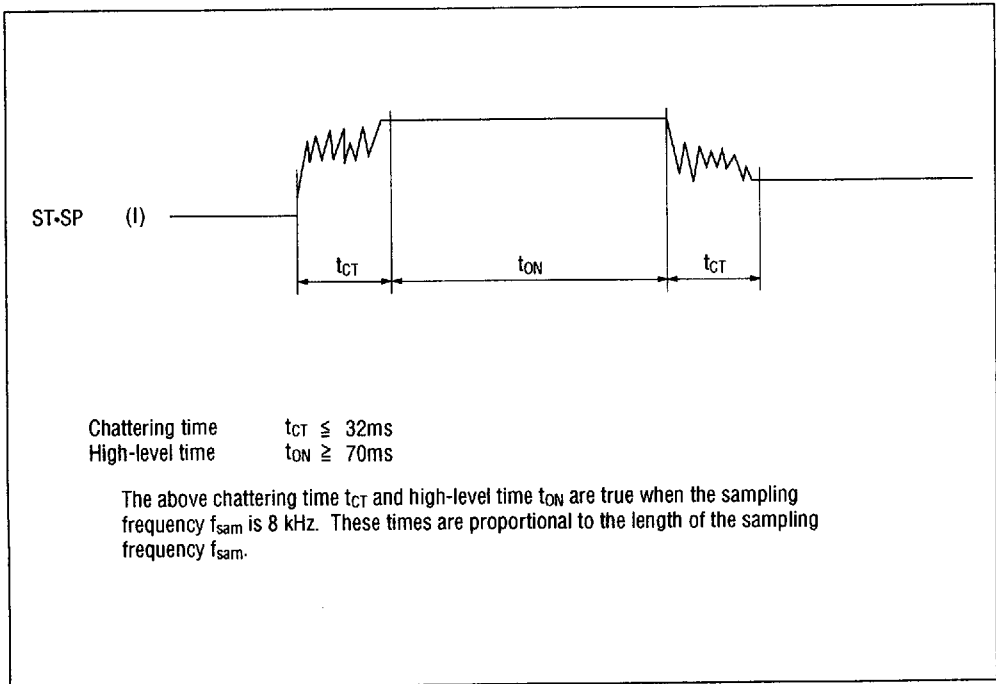 ST•SP (I)
tCT tON tCT
Chattering time tCT ≦ 32ms
High-level time tON ≧ 70ms
The above chattering time tCT and high-level time tON are true when the sampling
frequency fsam is 8 kHz. These times are proportional to the length of the sampling
frequency fsam.